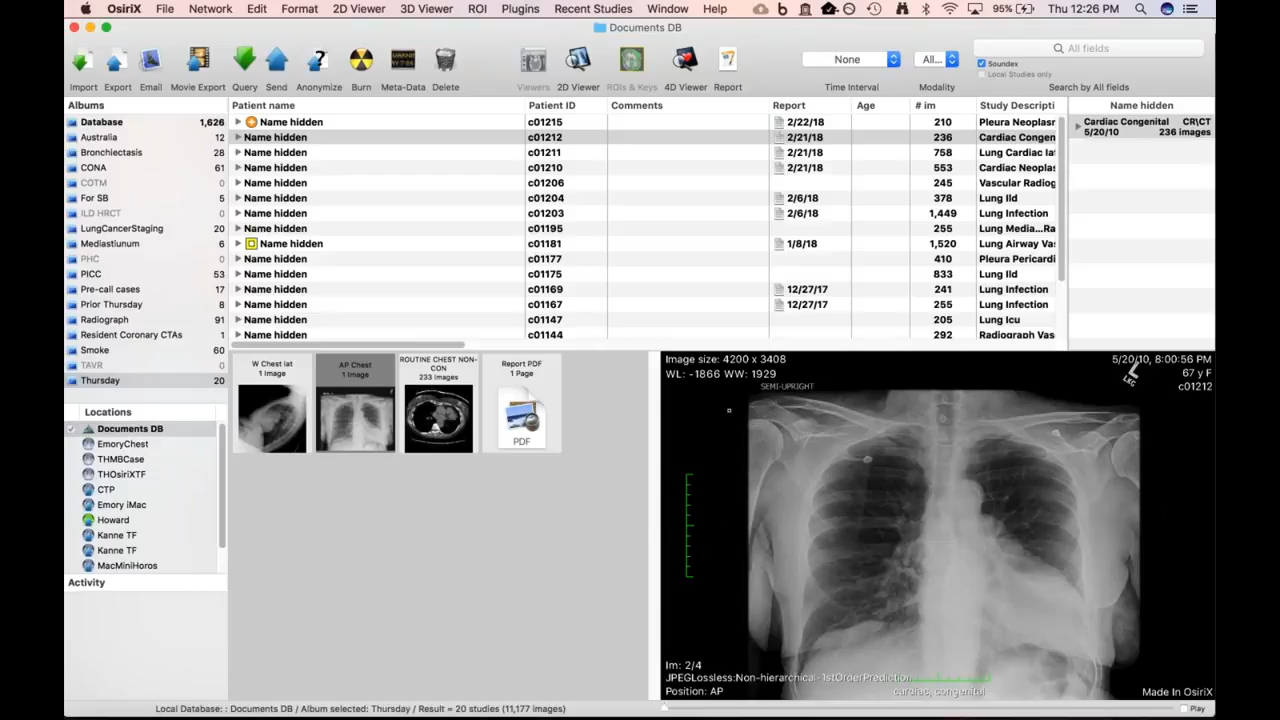 OsiriX File Network Edit Format 2D Viewer 3D Viewer ROI Plugins Recent Studies Window Help 95% Thu 12:26 PM
Documents DB
None All... All fields
Soundex
Local Studies only
Import Export Email Movie Export Query Send Anonymize Burn Meta-Data Delete Viewers 2D Viewer ROIs & Keys 4D Viewer Report Time Interval Modality Search by All fields
Albums Patient name Patient ID Comments Report Age # im Study Descripti Name hidden
Database 1,626 Name hidden c01215 2/22/18 210 Pleura Neoplasr Cardiac Congenital CR\CT
Australia 12 Name hidden c01212 2/21/18 236 Cardiac Congen 5/20/10 236 images
Bronchiectasis 28 Name hidden c01211 2/21/18 758 Lung Cardiac Iat
CONA 61 Name hidden c01210 2/21/18 553 Cardiac Neoplas
COTM 0 Name hidden c01206 245 Vascular Radiog
For SB 5 Name hidden c01204 2/6/18 378 Lung Ild
ILD HRCT 0 Name hidden c01203 2/6/18 1,449 Lung Infection
LungCancerStaging 20 Name hidden c01195 255 Lung Media...Ra
Mediastiunum 6 Name hidden c01181 1/8/18 1,520 Lung Airway Vas
PHC 0 Name hidden c01177 410 Pleura Pericardi
PICC 53 Name hidden c01175 833 Lung Ild
Pre-call cases 17 Name hidden c01169 12/27/17 241 Lung Infection
Prior Thursday 8 Name hidden c01167 12/27/17 255 Lung Infection
Radiograph 91 Name hidden c01147 205 Lung Icu
Resident Coronary CTAs 1 Name hidden c01144 292 Radiograph Vas
Smoke 60
TAVR 0
Thursday 20
Locations
Documents DB
EmoryChest
THMBCase
THOsiriXTF
CTP
Emory iMac
Howard
Kanne TF
Kanne TF
MacMiniHoros
Activity
W Chest lat
1 Image
AP Chest
1 Image
ROUTINE CHEST NON-
CON
233 Images
Report PDF
1 Page
PDF
Image size: 4200 x 3408
WL: -1866 WW: 1929
SEMI-UPRIGHT
5/20/10, 8:00:56 PM
67 y F
c01212
LKC
Im: 2/4
JPEGLossless:Non-hierarchical-1stOrderPrediction
Position: AP
cardiac, congenital
Made In OsiriX
Local Database: : Documents DB / Album selected: Thursday / Result = 20 studies (11,177 images)
Play